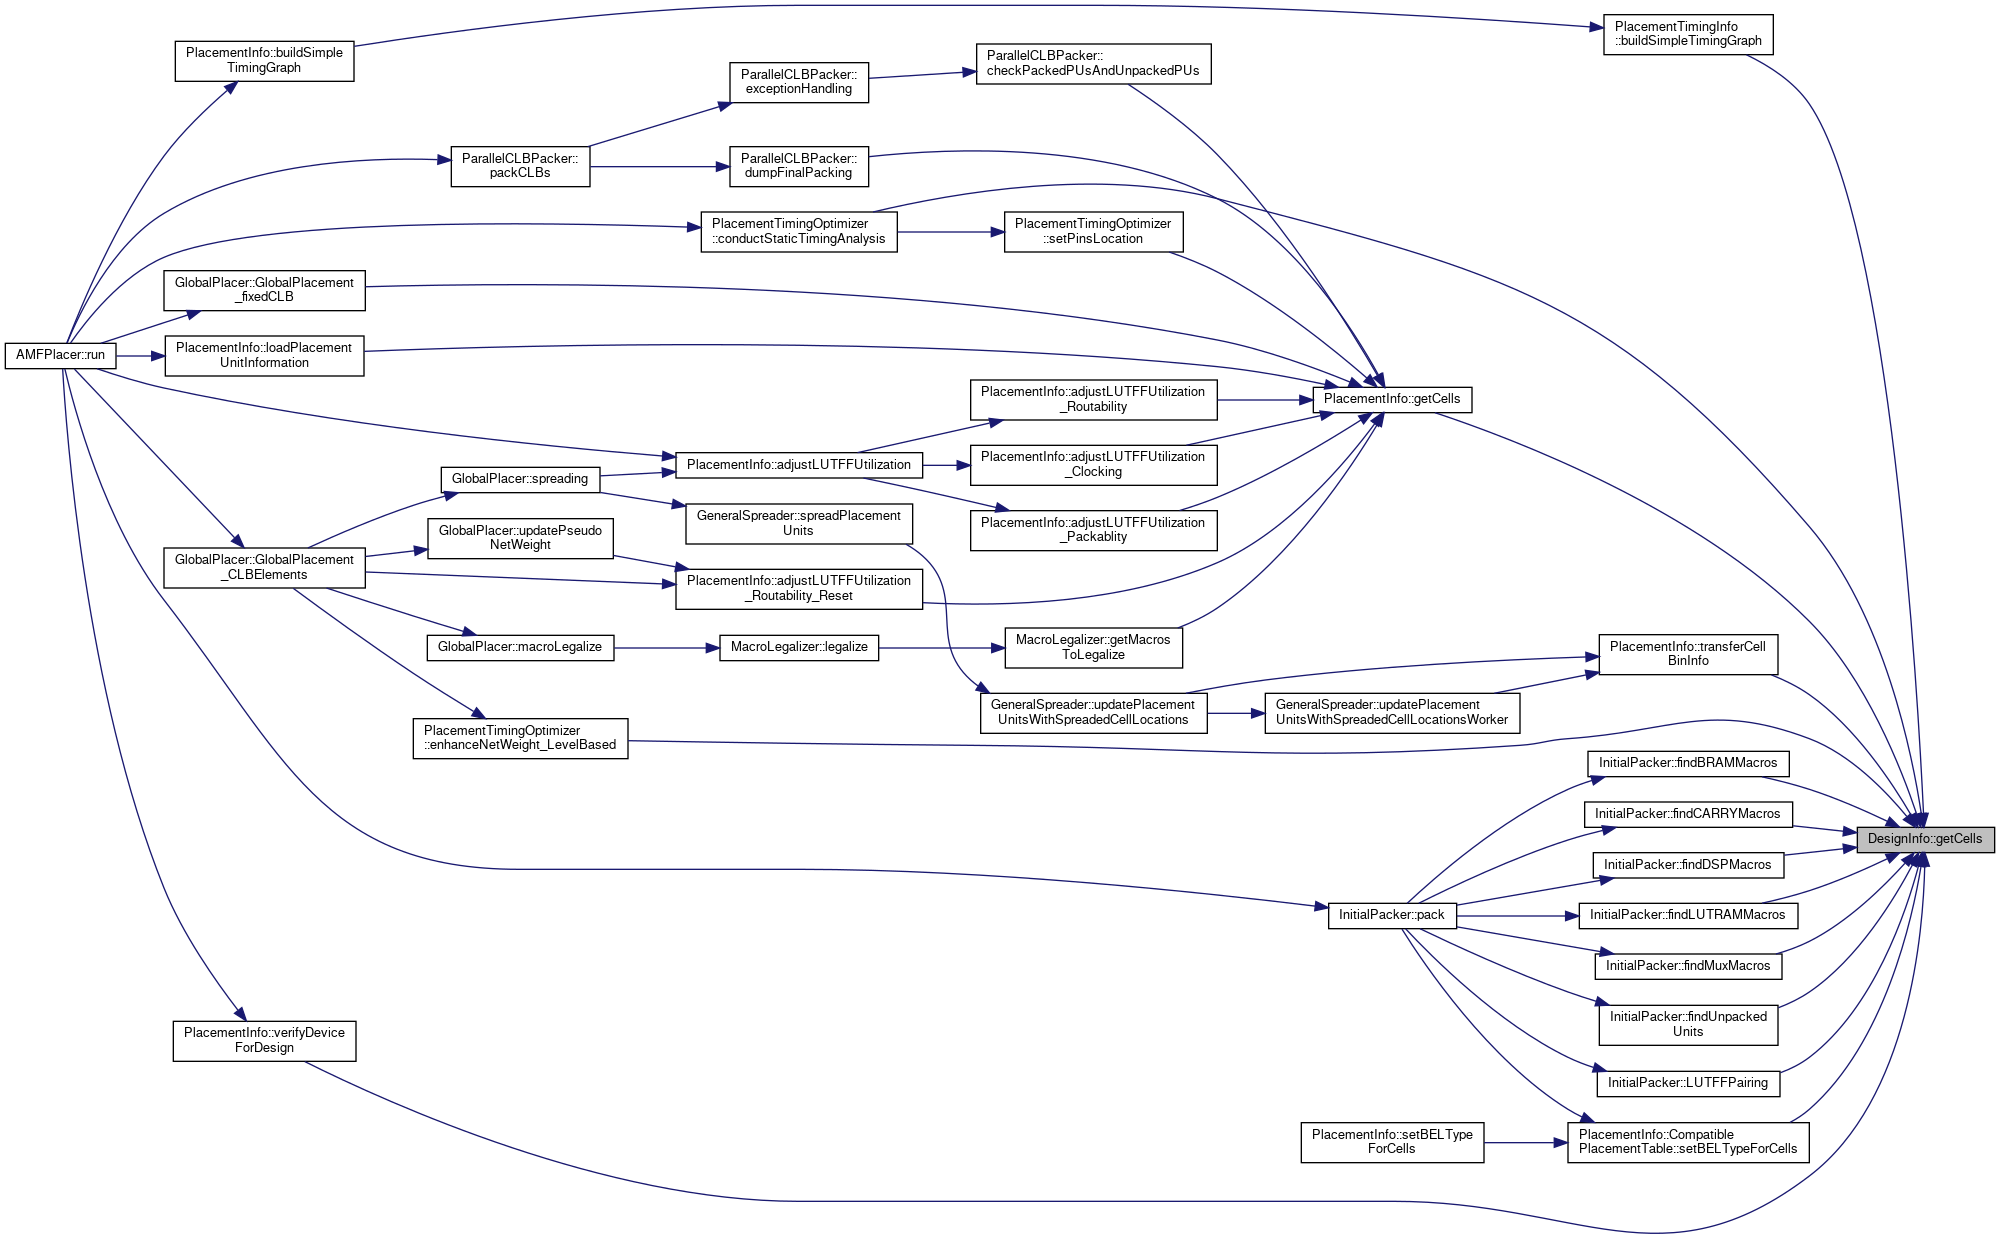 PlacementInfo::buildSimple
TimingGraph
PlacementTimingInfo
::buildSimpleTimingGraph
ParallelCLBPacker::
exceptionHandling
ParallelCLBPacker::
checkPackedPUsAndUnpackedPUs
ParallelCLBPacker::
packCLBs
ParallelCLBPacker::
dumpFinalPacking
PlacementTimingOptimizer
::conductStaticTimingAnalysis
PlacementTimingOptimizer
::setPinsLocation
GlobalPlacer::GlobalPlacement
_fixedCLB
AMFPlacer::run
PlacementInfo::loadPlacement
UnitInformation
PlacementInfo::adjustLUTFFUtilization
_Routability
PlacementInfo::getCells
PlacementInfo::adjustLUTFFUtilization
PlacementInfo::adjustLUTFFUtilization
_Clocking
GlobalPlacer::spreading
GeneralSpreader::spreadPlacement
Units
PlacementInfo::adjustLUTFFUtilization
_Packablity
GlobalPlacer::updatePseudo
NetWeight
GlobalPlacer::GlobalPlacement
_CLBElements
PlacementInfo::adjustLUTFFUtilization
_Routability_Reset
GlobalPlacer::macroLegalize
MacroLegalizer::legalize
MacroLegalizer::getMacros
ToLegalize
PlacementInfo::transferCell
BinInfo
GeneralSpreader::updatePlacement
UnitsWithSpreadedCellLocations
GeneralSpreader::updatePlacement
UnitsWithSpreadedCellLocationsWorker
PlacementTimingOptimizer
::enhanceNetWeight_LevelBased
InitialPacker::findBRAMMacros
InitialPacker::findCARRYMacros
DesignInfo::getCells
InitialPacker::findDSPMacros
InitialPacker::pack
InitialPacker::findLUTRAMMacros
InitialPacker::findMuxMacros
InitialPacker::findUnpacked
Units
PlacementInfo::verifyDevice
ForDesign
InitialPacker::LUTFFPairing
PlacementInfo::setBELType
ForCells
PlacementInfo::Compatible
PlacementTable::setBELTypeForCells